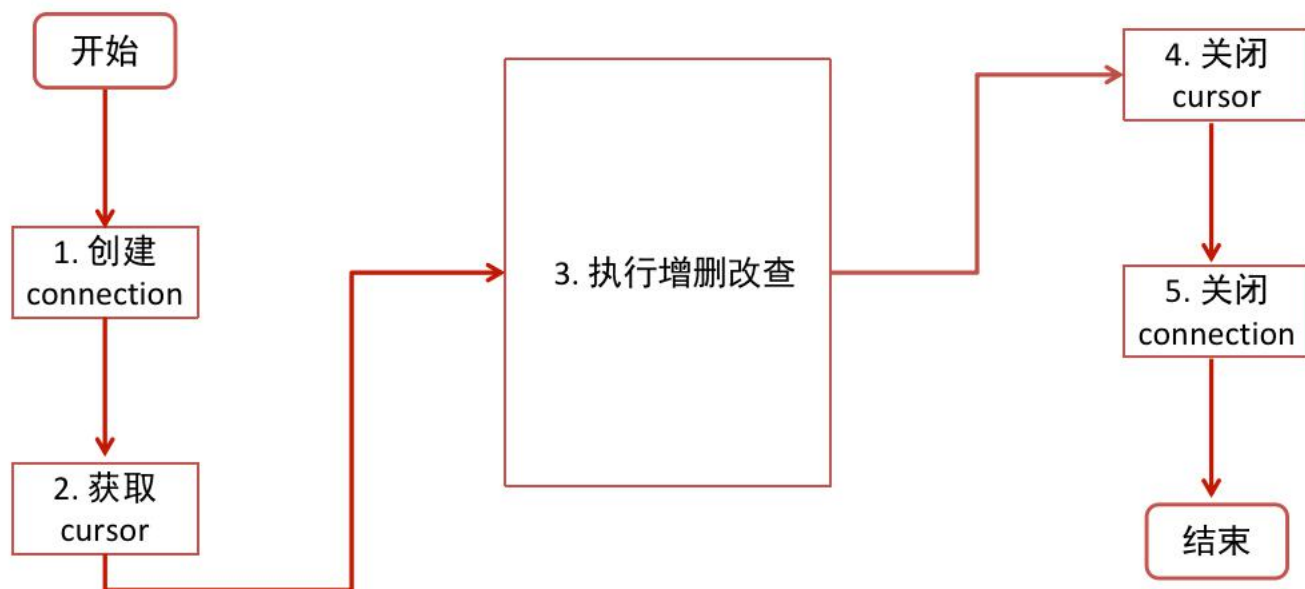 开始
1. 创建
connection
2. 获取
cursor
3. 执行增删改查
4. 关闭
cursor
5. 关闭
connection
结束